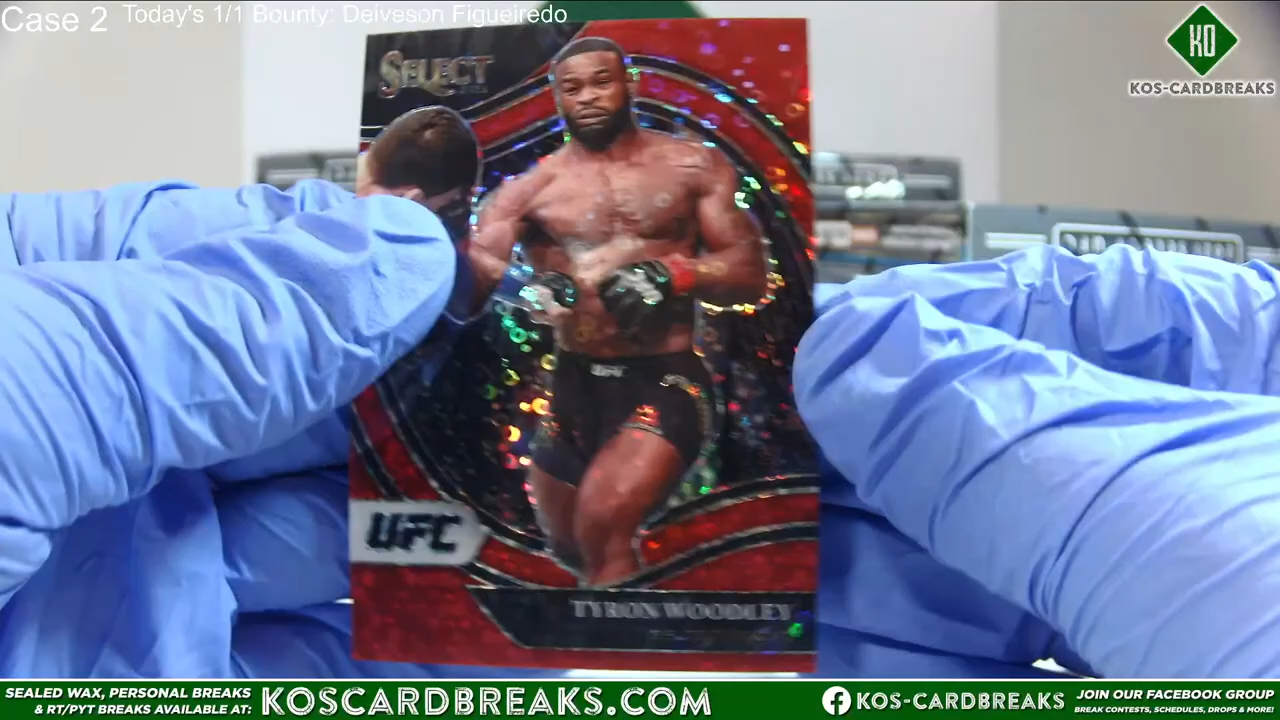 Case 2
Today's 1/1 Bounty: Deiveson Figueiredo
KO
KOS-CARDBREAKS
SELECT
UFC
UFC
TYRON WOODLEY
SEALED WAX, PERSONAL BREAKS
& RT/PYT BREAKS AVAILABLE AT:
KOSCARDBREAKS.COM
KOS-CARDBREAKS
JOIN OUR FACEBOOK GROUP
BREAK CONTESTS, SCHEDULES, DROPS & MORE!